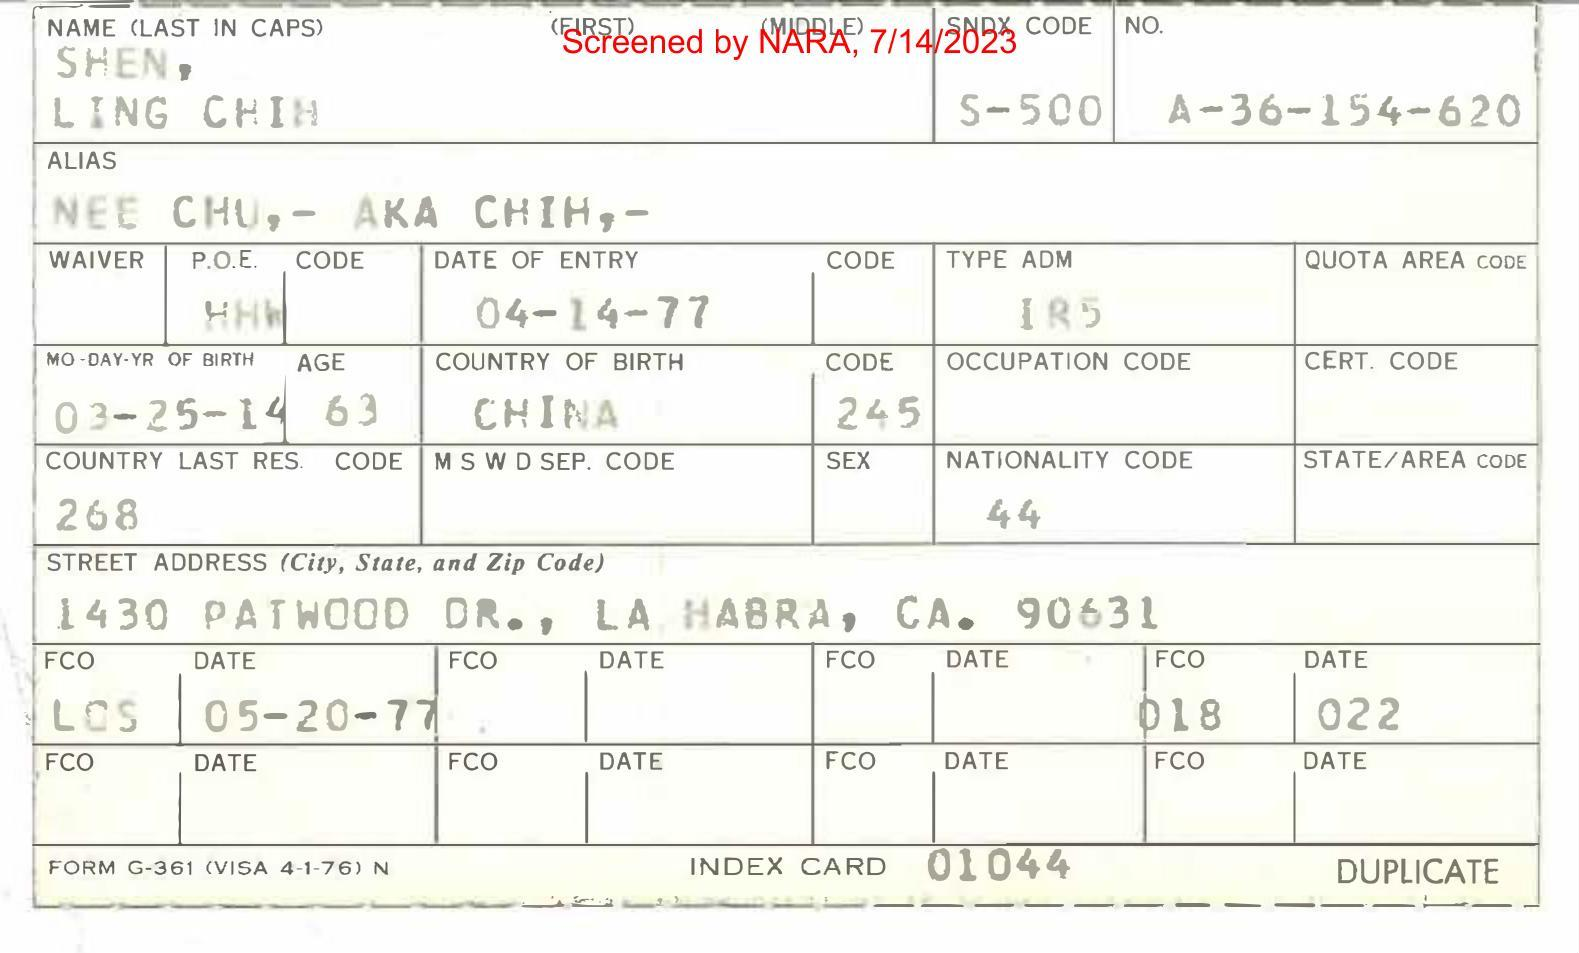 NAME (LAST IN CAPS) (FIRST) (MIDDLE) SNDX CODE NO.
Screened by NARA, 7/14/2023
SHEN,
LING CHIH S-500 A-36-154-620
ALIAS
NEE CHU,- AKA CHIH,-
WAIVER P.O.E. CODE DATE OF ENTRY CODE TYPE ADM QUOTA AREA CODE
HHW 04-14-77 IR5
MO-DAY-YR OF BIRTH AGE COUNTRY OF BIRTH CODE OCCUPATION CODE CERT. CODE
03-25-14 63 CHINA 245
COUNTRY LAST RES. CODE M S W D SEP. CODE SEX NATIONALITY CODE STATE/AREA CODE
268 44
STREET ADDRESS (City, State, and Zip Code)
1430 PATWOOD DR., LA HABRA, CA. 90631
FCO DATE FCO DATE FCO DATE FCO DATE
LOS 05-20-77 018 022
FCO DATE FCO DATE FCO DATE FCO DATE
FORM G-361 (VISA 4-1-76) N INDEX CARD 01044 DUPLICATE